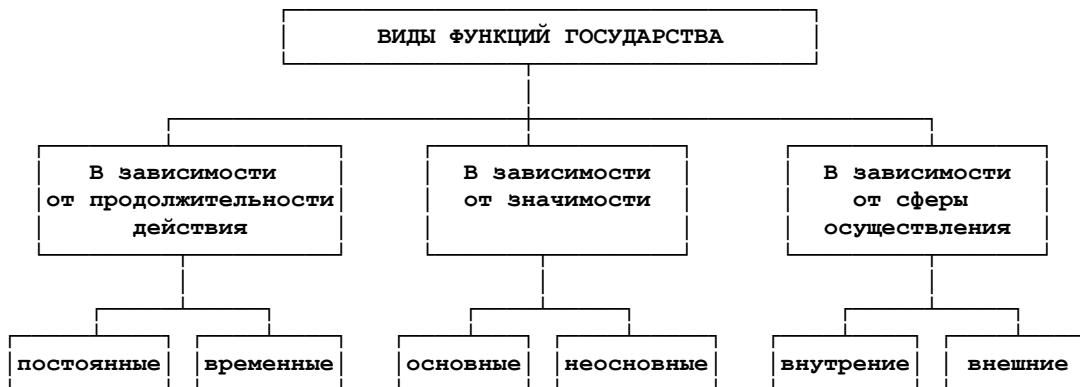 ВИДЫ ФУНКЦИЙ ГОСУДАРСТВА
В зависимости
от продолжительности
действия
В зависимости
от значимости
В зависимости
от сферы
осуществления
постоянные
временные
основные
неосновные
внутрение
внешние